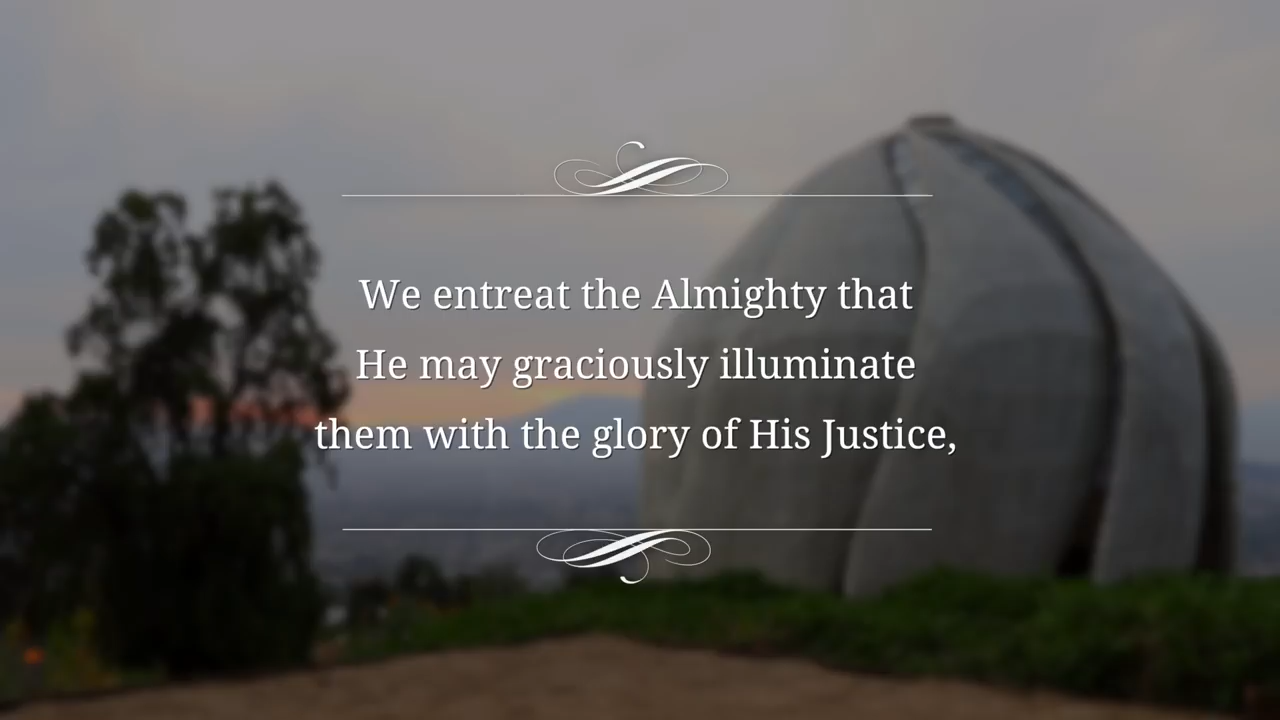 We entreat the Almighty that
He may graciously illuminate
them with the glory of His Justice,